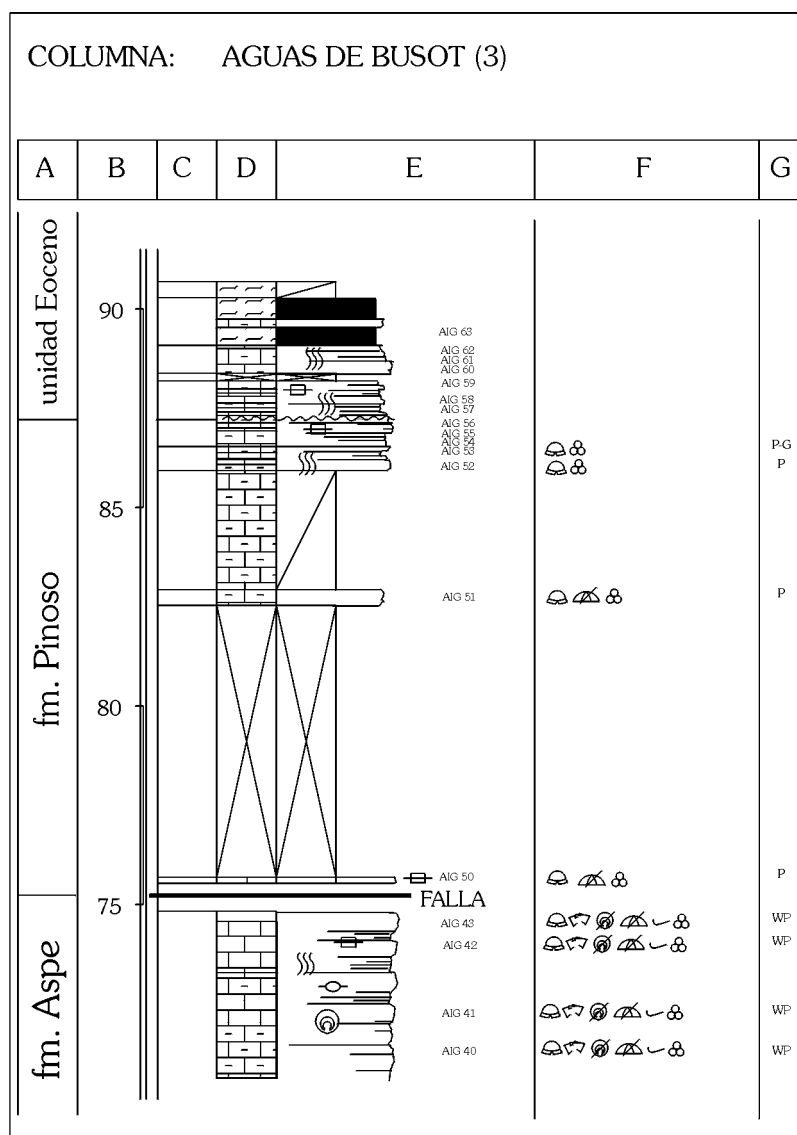 COLUMNA: AGUAS DE BUSOT (3)
A B C D E F G
unidad Eoceno
90
AIG 63
AIG 62
AIG 61
AIG 60
AIG 59
AIG 58
AIG 57
AIG 56
AIG 55
AIG 54
AIG 53
P-G
AIG 52
P
85
fm. Pinoso
AIG 51
P
80
AIG 50
P
75
FALLA
fm. Aspe
AIG 43
WP
AIG 42
WP
AIG 41
WP
AIG 40
WP